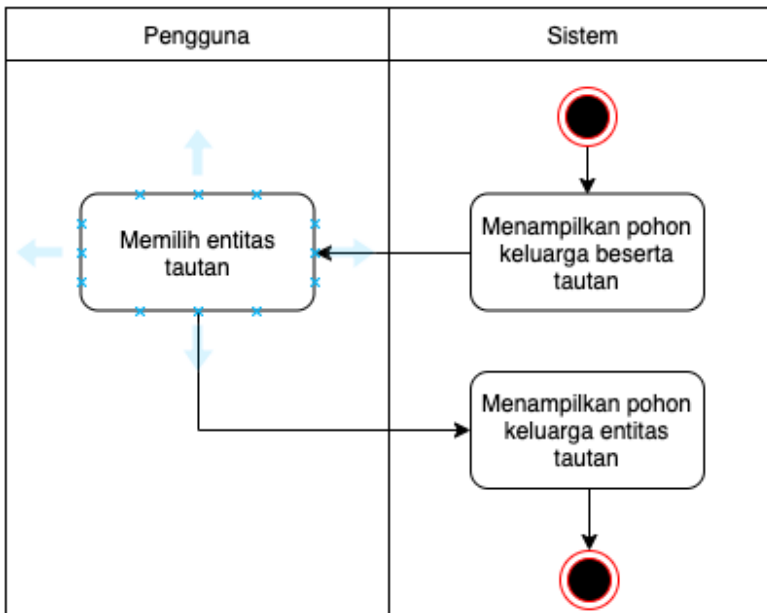 Pengguna
Sistem
Menampilkan pohon
keluarga beserta
tautan
Memilih entitas
tautan
Menampilkan pohon
keluarga entitas
tautan